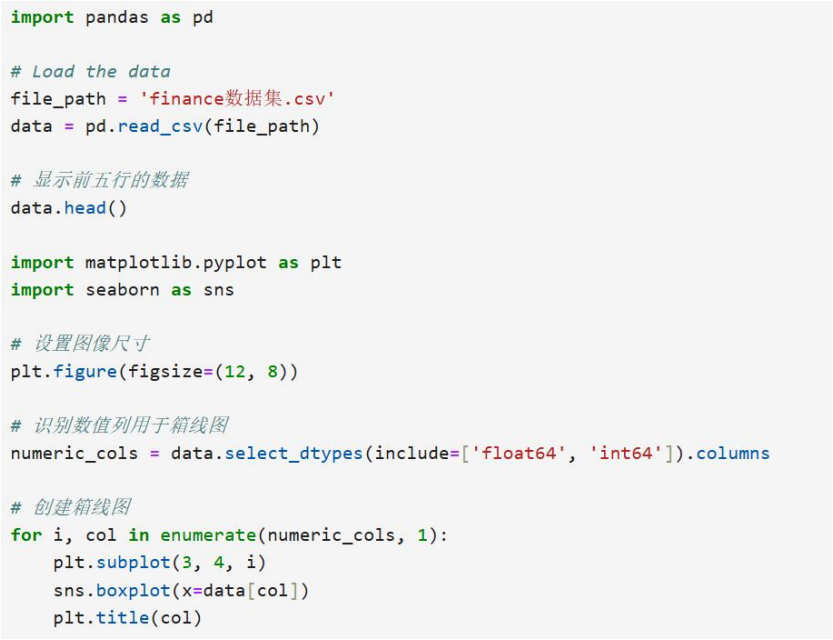 import pandas as pd
# Load the data
file_path = 'finance数据集.csv'
data = pd.read_csv(file_path)
# 显示前五行的数据
data.head()
import matplotlib.pyplot as plt
import seaborn as sns
# 设置图像尺寸
plt.figure(figsize=(12, 8))
# 识别数值列用于箱线图
numeric_cols = data.select_dtypes(include=['float64', 'int64']).columns
# 创建箱线图
for i, col in enumerate(numeric_cols, 1):
    plt.subplot(3, 4, i)
    sns.boxplot(x=data[col])
    plt.title(col)